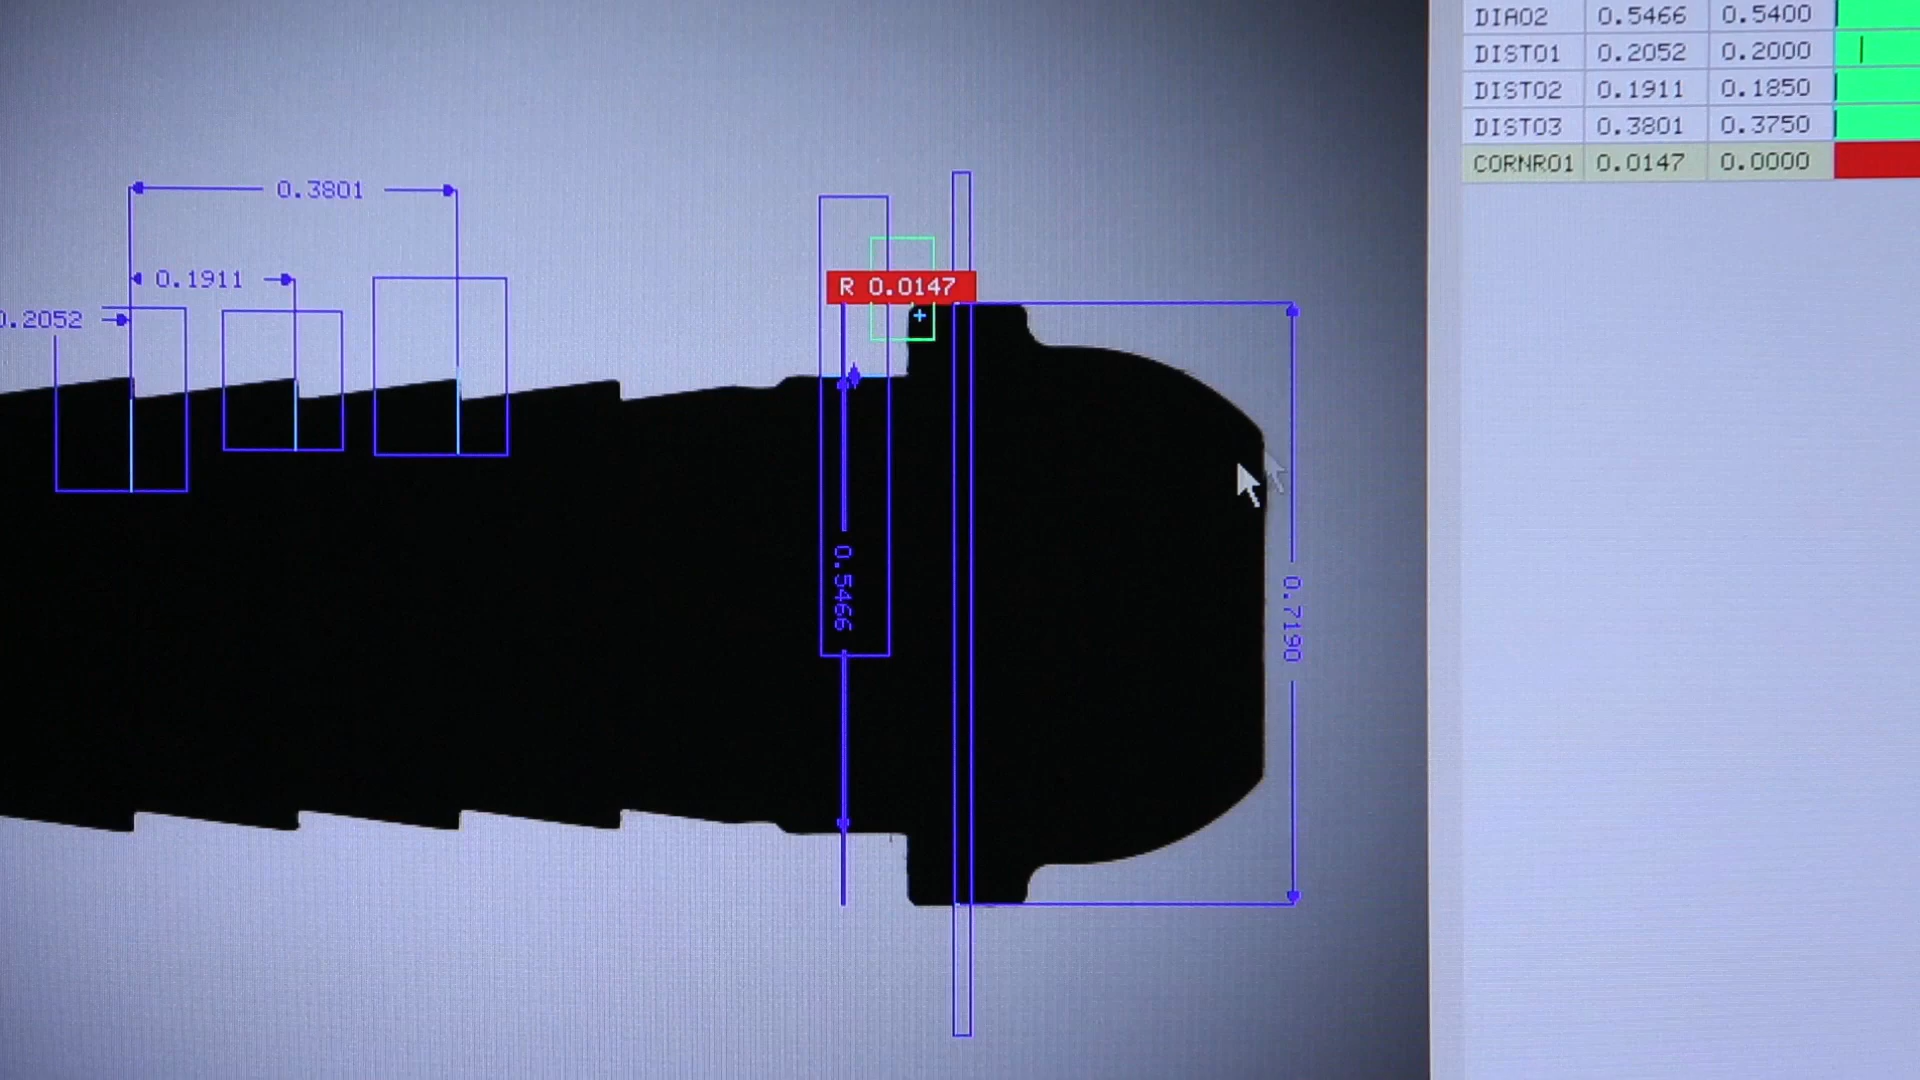 DIA02 0.5466 0.5400
DIST01 0.2052 0.2000
DIST02 0.1911 0.1850
DIST03 0.3801 0.3750
CORNR01 0.0147 0.0000
0.3801
0.1911
0.2052
R 0.0147
0.5466
0.7190